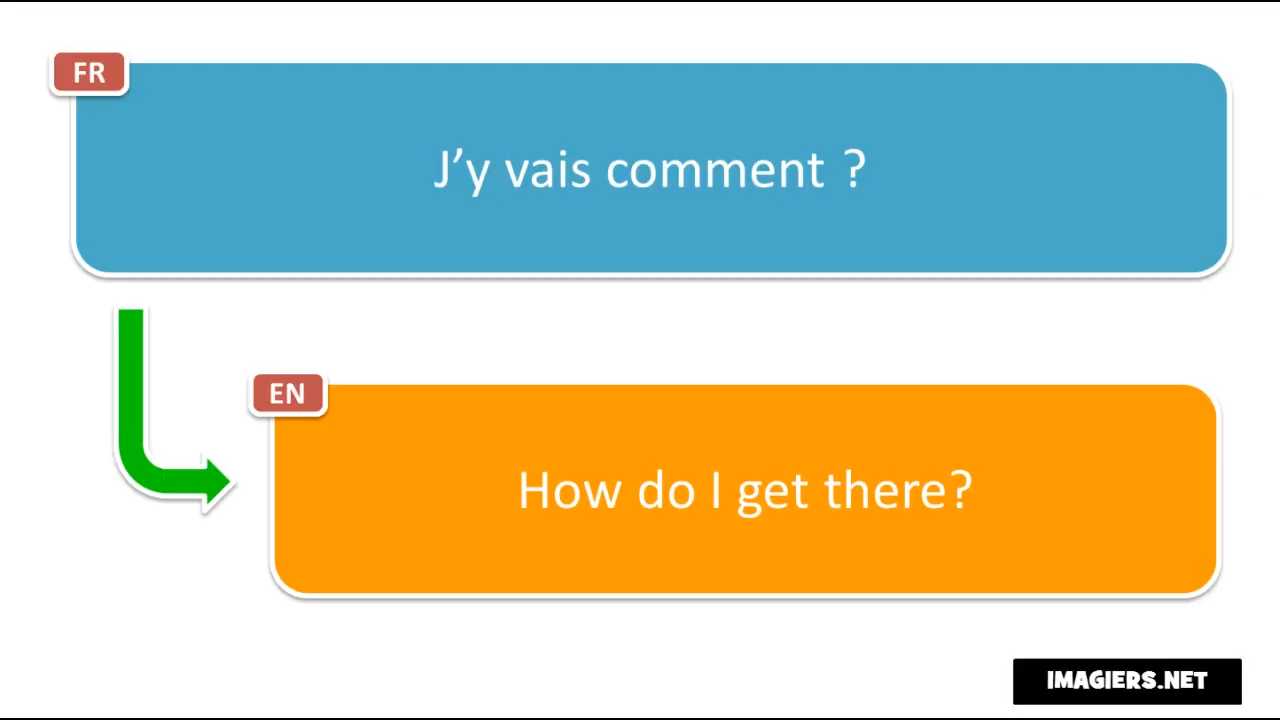 FR
J’y vais comment ?
EN
How do I get there?
IMAGIERS.NET